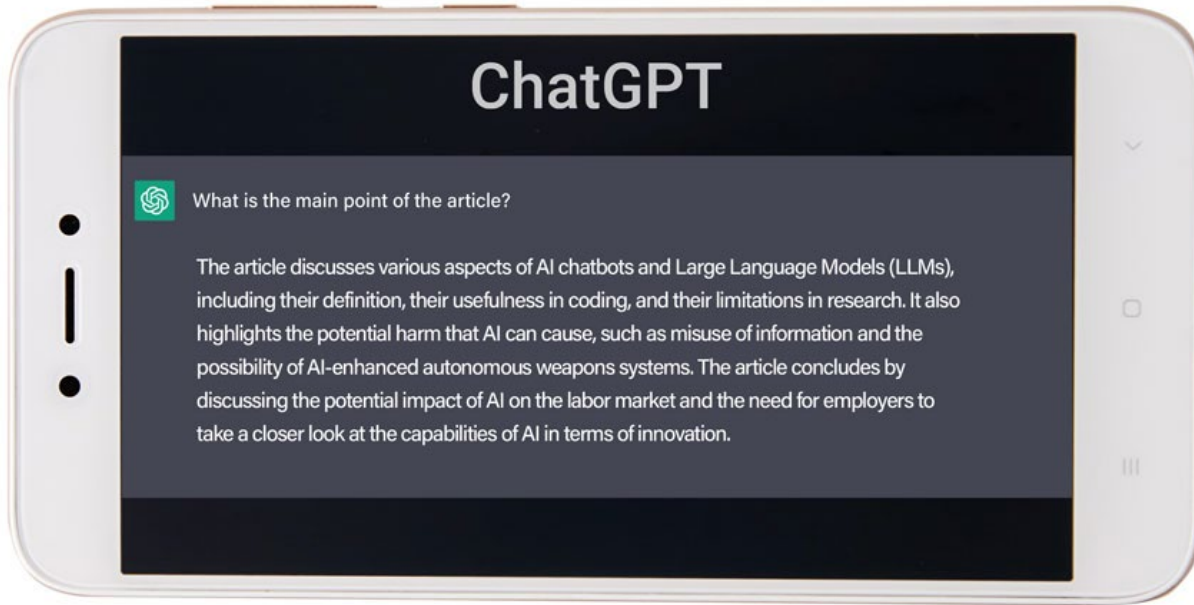 ChatGPT
What is the main point of the article?
The article discusses various aspects of AI chatbots and Large Language Models (LLMs),
including their definition, their usefulness in coding, and their limitations in research. It also
highlights the potential harm that AI can cause, such as misuse of information and the
possibility of AI-enhanced autonomous weapons systems. The article concludes by
discussing the potential impact of AI on the labor market and the need for employers to
take a closer look at the capabilities of AI in terms of innovation.